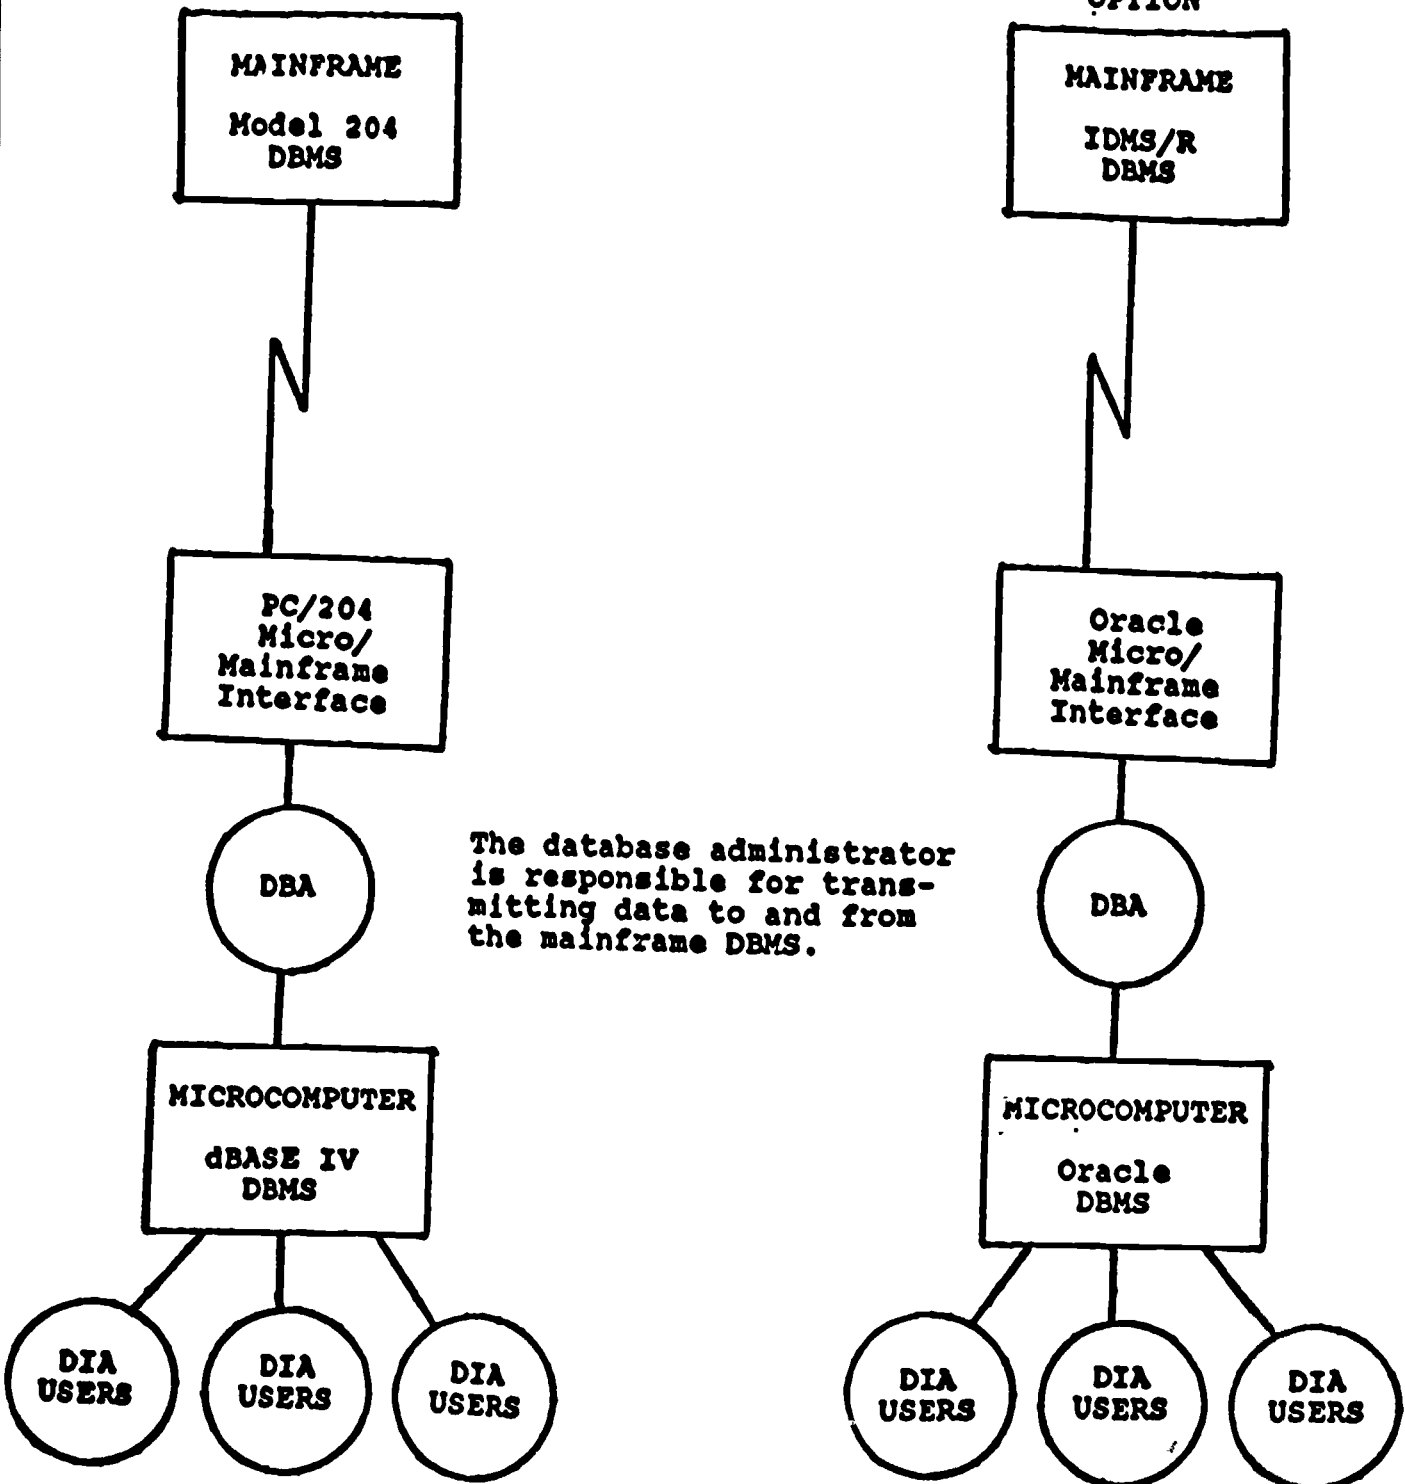 OPTION
MAINFRAME
Model 204
DBMS
MAINFRAME
IDMS/R
DBMS
PC/204
Micro/
Mainframe
Interface
Oracle
Micro/
Mainframe
Interface
DBA
The database administrator
is responsible for trans-
mitting data to and from
the mainframe DBMS.
DBA
MICROCOMPUTER
dBASE IV
DBMS
MICROCOMPUTER
Oracle
DBMS
DIA
USERS
DIA
USERS
DIA
USERS
DIA
USERS
DIA
USERS
DIA
USERS